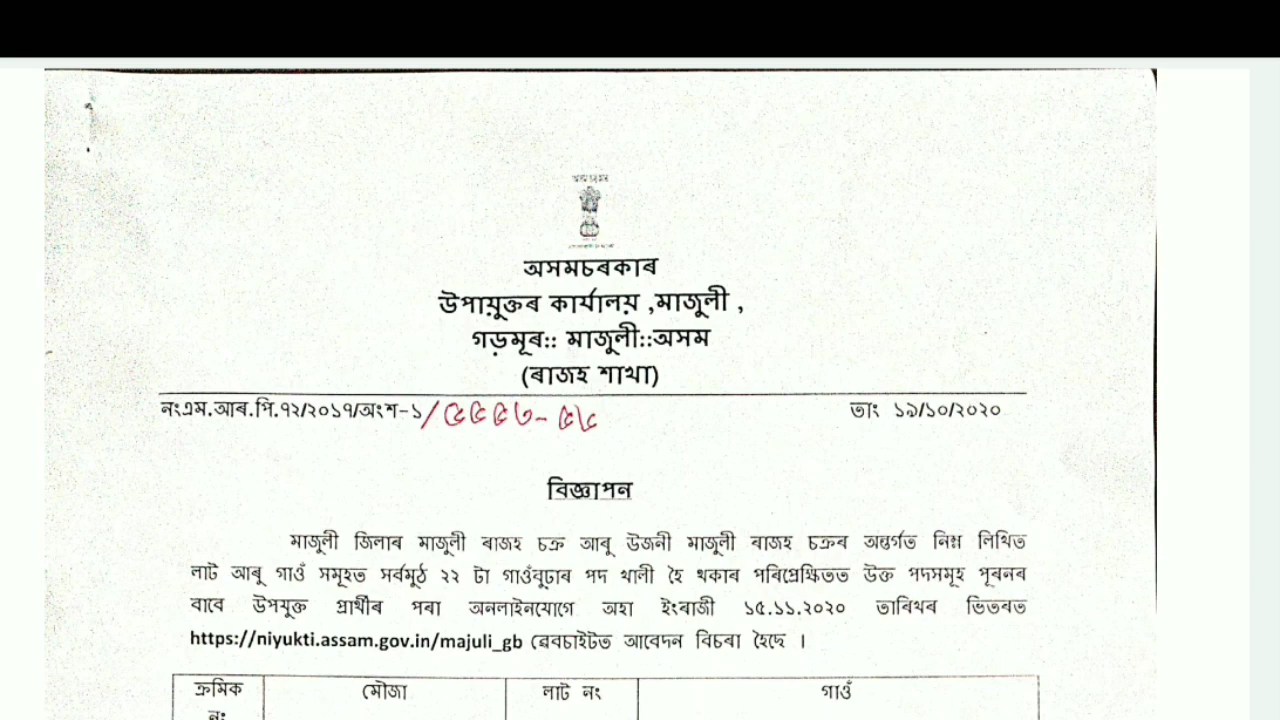 অসমচৰকাৰ
উপায়ুক্তৰ কাৰ্যালয় ,মাজুলী ,
গড়মূৰ:: মাজুলী::অসম
(ৰাজহ শাখা)
নংএম.আৰ.পি.৭২/২০১৭/অংশ-১/
তাং ১৯/১০/২০২০
বিজ্ঞাপন
মাজুলী জিলাৰ মাজুলী ৰাজহ চক্ৰ আৰু উজনী মাজুলী ৰাজহ চক্ৰৰ অন্তৰ্গত নিম্ন লিখিত
লাট আৰু গাওঁ সমূহত সৰ্বমুঠ ২২ টা গাওঁবুঢাৰ পদ খালী হৈ থকাৰ পৰিপ্ৰেক্ষিতত উক্ত পদসমূহ পূৰনৰ
বাবে উপযুক্ত প্ৰাৰ্থীৰ পৰা অনলাইনযোগে অহা ইংৰাজী ১৫.১১.২০২০ তাৰিখৰ ভিতৰত
https://niyukti.assam.gov.in/majuli_gb ৱেবচাইটত আবেদন বিচৰা হৈছে ।
ক্ৰমিক মৌজা লাট নং গাওঁ
নং